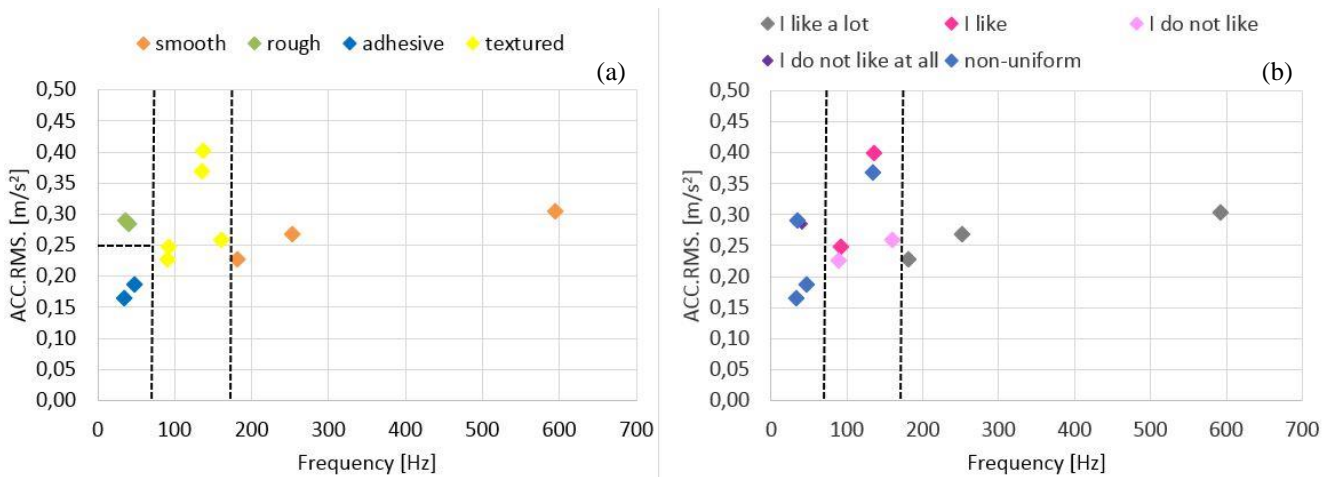 smooth rough adhesive textured
(a)
0,50
0,45
0,40
0,35
0,30
0,25
0,20
0,15
0,10
0,05
0,00
ACC.RMS. [m/s²]
0 100 200 300 400 500 600 700
Frequency [Hz]
I like a lot I like I do not like
I do not like at all non-uniform
(b)
0,50
0,45
0,40
0,35
0,30
0,25
0,20
0,15
0,10
0,05
0,00
ACC.RMS. [m/s²]
0 100 200 300 400 500 600 700
Frequency [Hz]